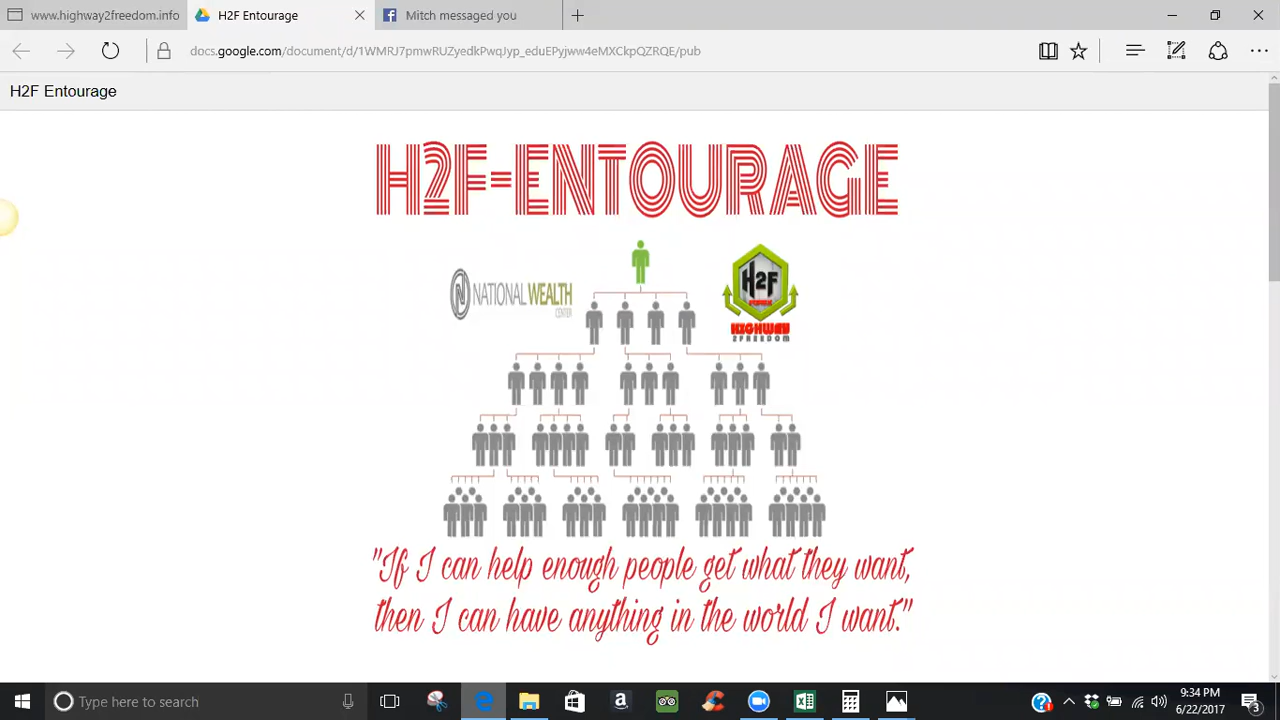 www.highway2freedom.info
H2F Entourage
Mitch messaged you
docs.google.com/document/d/1WMRJ7pmwRUZyedkPwqJyp_eduEPyjww4eMXCkpQZRQE/pub
H2F Entourage
H2F-ENTOURAGE
NATIONAL WEALTH
CENTER
H2F
HIGHWAY
2FREEDOM
"If I can help enough people get what they want,
then I can have anything in the world I want."
Type here to search
9:34 PM
6/22/2017
3